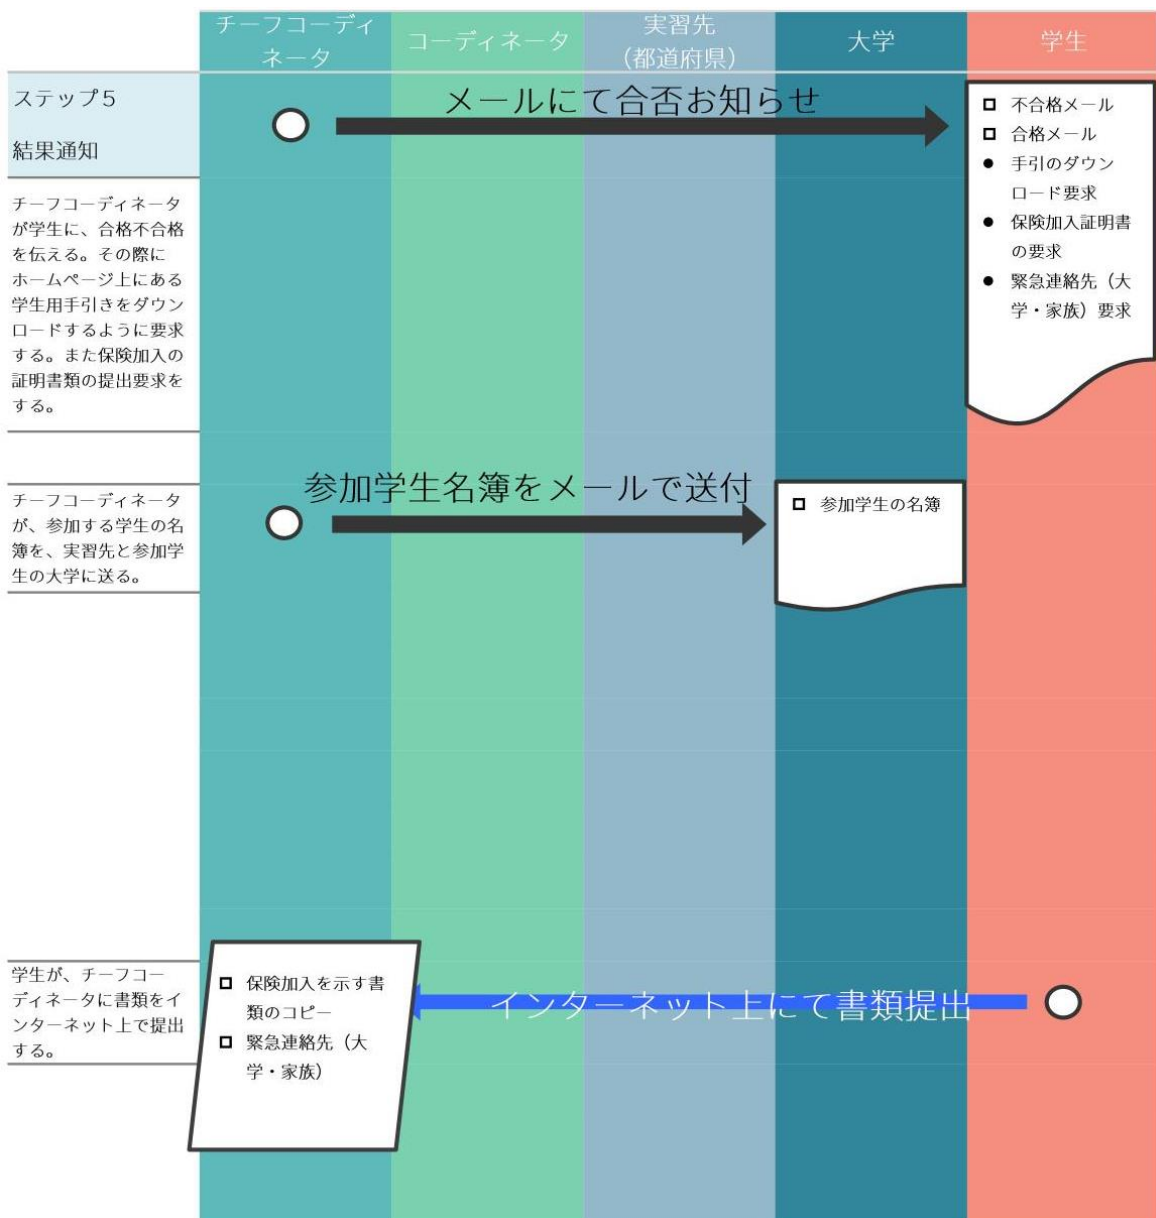 チーフコーディ
ネータ
コーディネータ
実習先
（都道府県）
大学
学生
ステップ５
結果通知
メールにて合否お知らせ
不合格メール
合格メール
手引のダウン
ロード要求
保険加入証明書
の要求
緊急連絡先（大
学・家族）要求
チーフコーディネータ
が学生に、合格不合格
を伝える。その際に
ホームページ上にある
学生用手引きをダウン
ロードするように要求
する。また保険加入の
証明書類の提出要求を
する。
参加学生名簿をメールで送付
参加学生の名簿
チーフコーディネータ
が、参加する学生の名
簿を、実習先と参加学
生の大学に送る。
学生が、チーフコー
ディネータに書類をイ
ンターネット上で提出
する。
保険加入を示す書
類のコピー
緊急連絡先（大
学・家族）
インターネット上にて書類提出